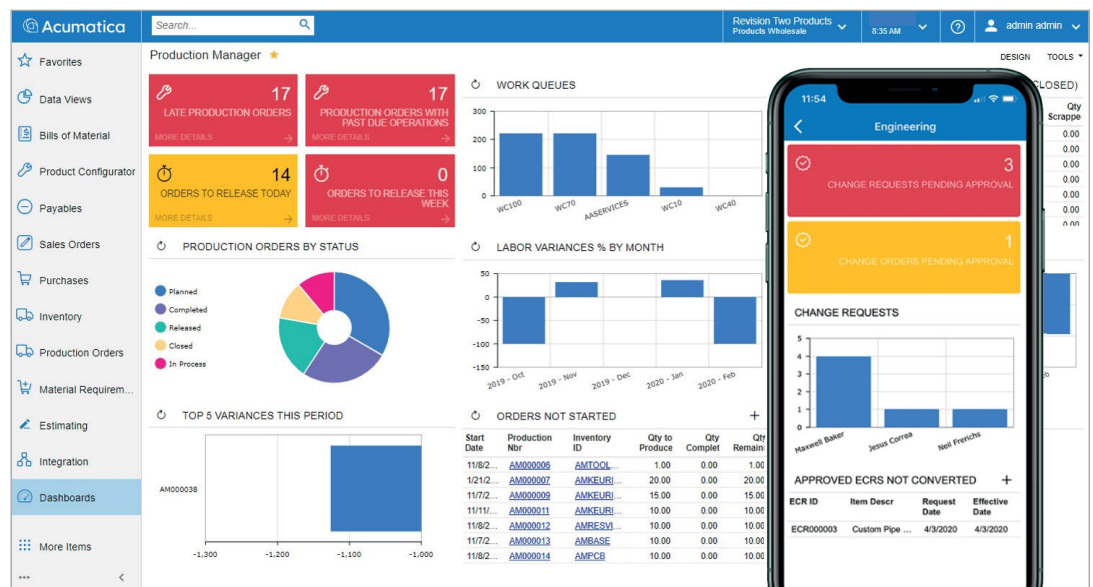 Acumatica
Search...
Revision Two Products
Products Wholesale
8:35 AM
admin admin
Favorites
Data Views
Bills of Material
Product Configurator
Payables
Sales Orders
Purchases
Inventory
Production Orders
Material Requirem...
Estimating
Integration
Dashboards
More Items
Production Manager
DESIGN
TOOLS
17
LATE PRODUCTION ORDERS
MORE DETAILS
17
PRODUCTION ORDERS WITH
PAST DUE OPERATIONS
MORE DETAILS
14
ORDERS TO RELEASE TODAY
MORE DETAILS
0
ORDERS TO RELEASE THIS
WEEK
MORE DETAILS
WORK QUEUES
300
200
100
0
WC100 WC70 AASERVICES WC10 WC40
PRODUCTION ORDERS BY STATUS
Planned
Completed
Released
Closed
In Process
LABOR VARIANCES % BY MONTH
50
0
-50
-100
-150
2019 - Oct 2019 - Nov 2019 - Dec 2020 - Jan 2020 - Feb
TOP 5 VARIANCES THIS PERIOD
AM000038
-1,300 -1,200 -1,100 -1,000
ORDERS NOT STARTED
Start Production Inventory Qty to Qty Qty
Date Nbr ID Produce Complet Remain
11/8/2... AM000006 AMTOOL... 1.00 0.00 1.00
1/21/2... AM000007 AMKEURI... 20.00 0.00 20.00
11/7/2... AM000009 AMKEURI... 15.00 0.00 15.00
11/11/... AM000011 AMKEURI... 10.00 0.00 10.00
11/8/2... AM000012 AMRESVI... 10.00 0.00 10.00
11/7/2... AM000013 AMBASE 10.00 0.00 10.00
11/8/2... AM000014 AMPCB 10.00 0.00 10.00
LOSED)
Qty
Scrappe
0.00
0.00
0.00
0.00
0.00
0.00
0.00
11:54
Engineering
3
CHANGE REQUESTS PENDING APPROVAL
1
CHANGE ORDERS PENDING APPROVAL
CHANGE REQUESTS
5
4
3
2
1
0
Maxwell Baker Jesus Correa Neil Frerichs
APPROVED ECRS NOT CONVERTED
ECR ID Item Descr Request Effective
Date Date
ECR000003 Custom Pipe ... 4/3/2020 4/3/2020